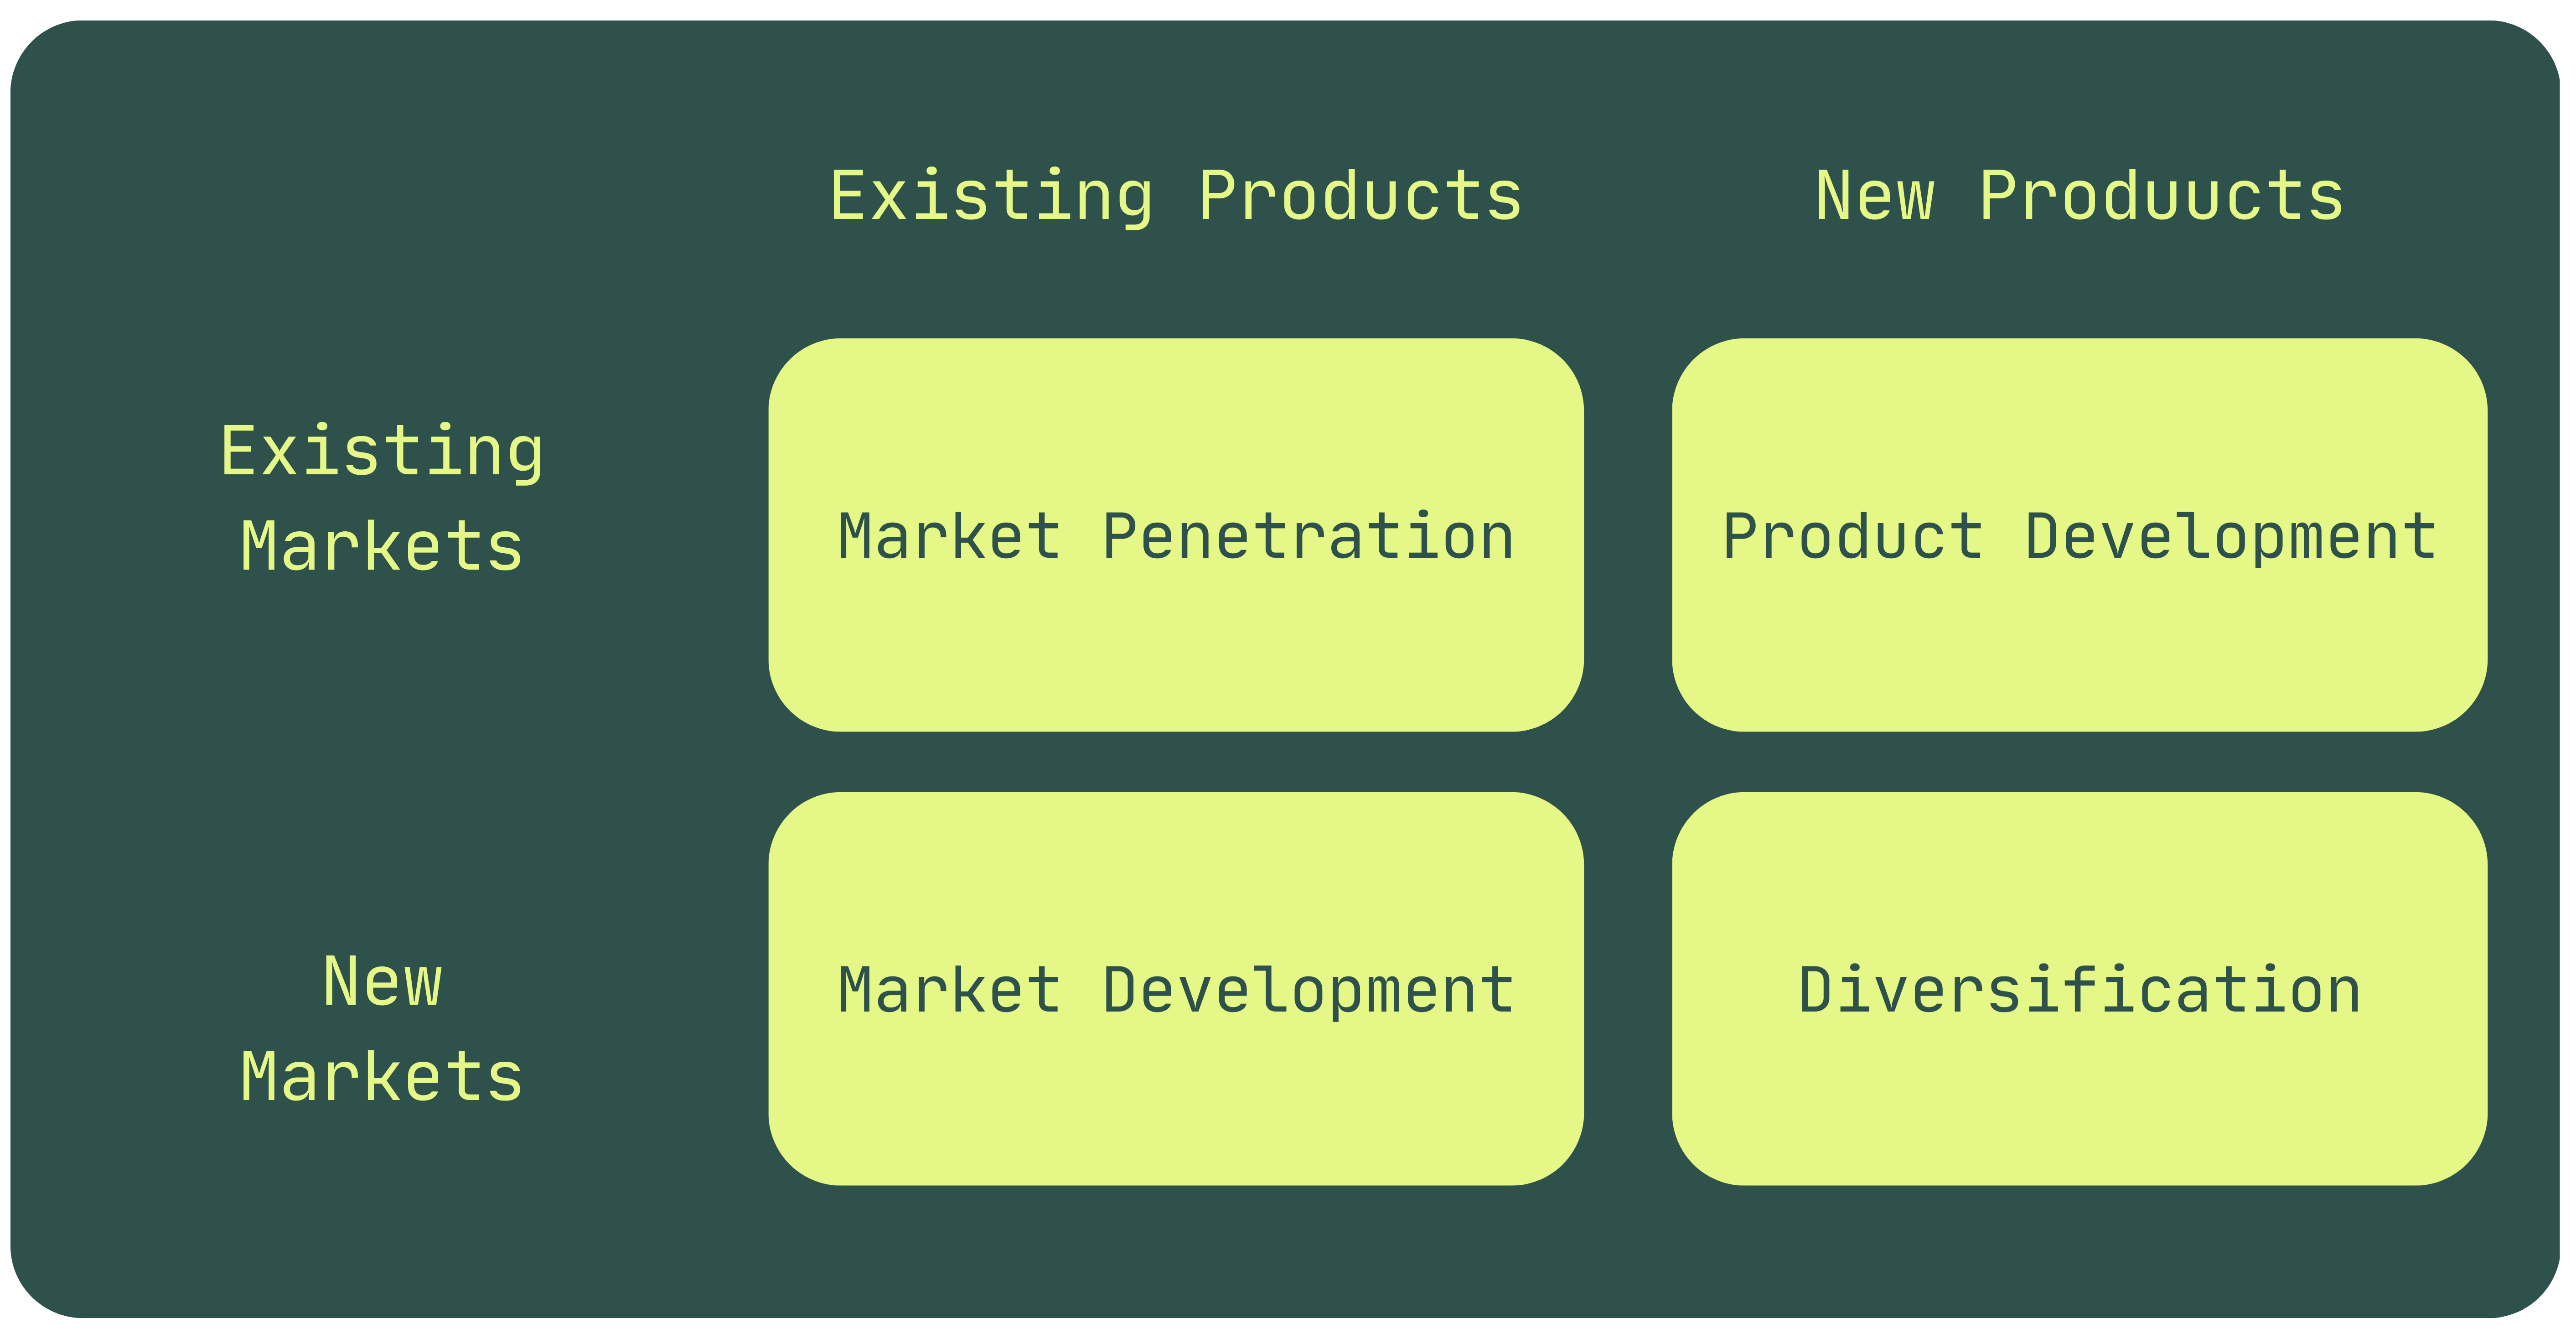 Existing Products
New Produucts
Existing
Markets
Market Penetration
Product Development
New
Markets
Market Development
Diversification